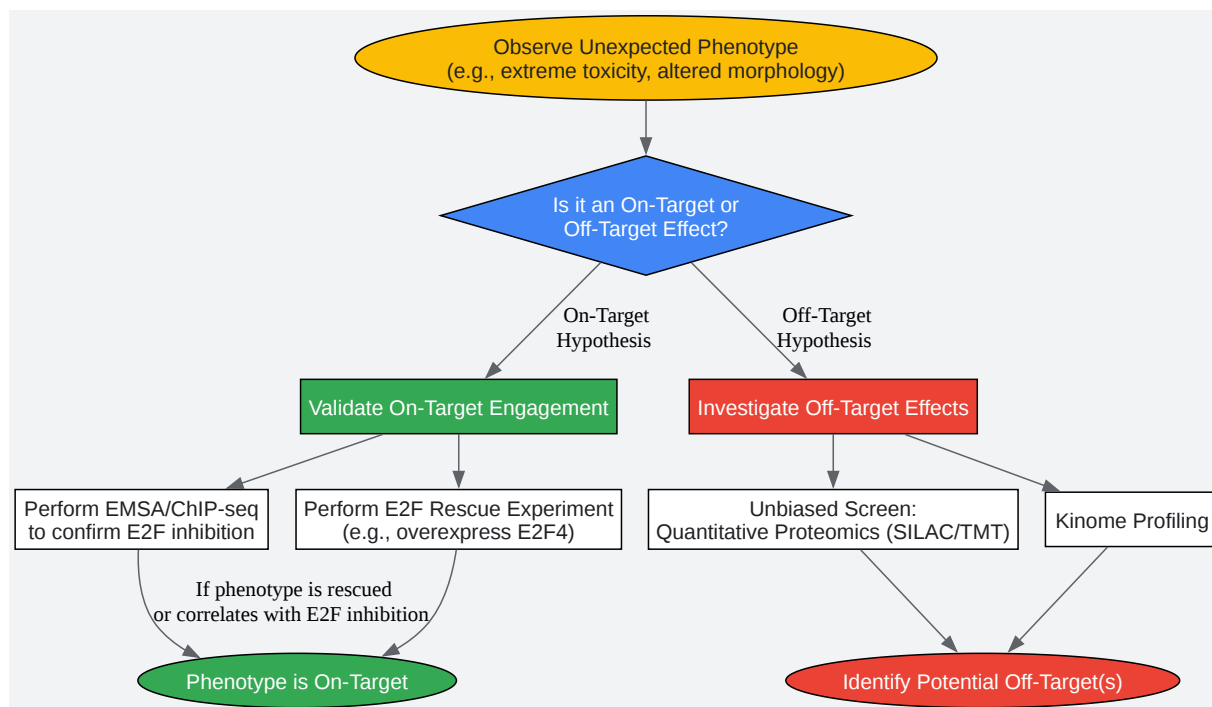 Observe Unexpected Phenotype
(e.g., extreme toxicity, altered morphology)
Is it an On-Target or
Off-Target Effect?
On-Target
Hypothesis
Off-Target
Hypothesis
Validate On-Target Engagement
Investigate Off-Target Effects
Perform EMSA/ChIP-seq
to confirm E2F inhibition
Perform E2F Rescue Experiment
(e.g., overexpress E2F4)
Unbiased Screen:
Quantitative Proteomics (SILAC/TMT)
Kinome Profiling
If phenotype is rescued
or correlates with E2F inhibition
Phenotype is On-Target
Identify Potential Off-Target(s)